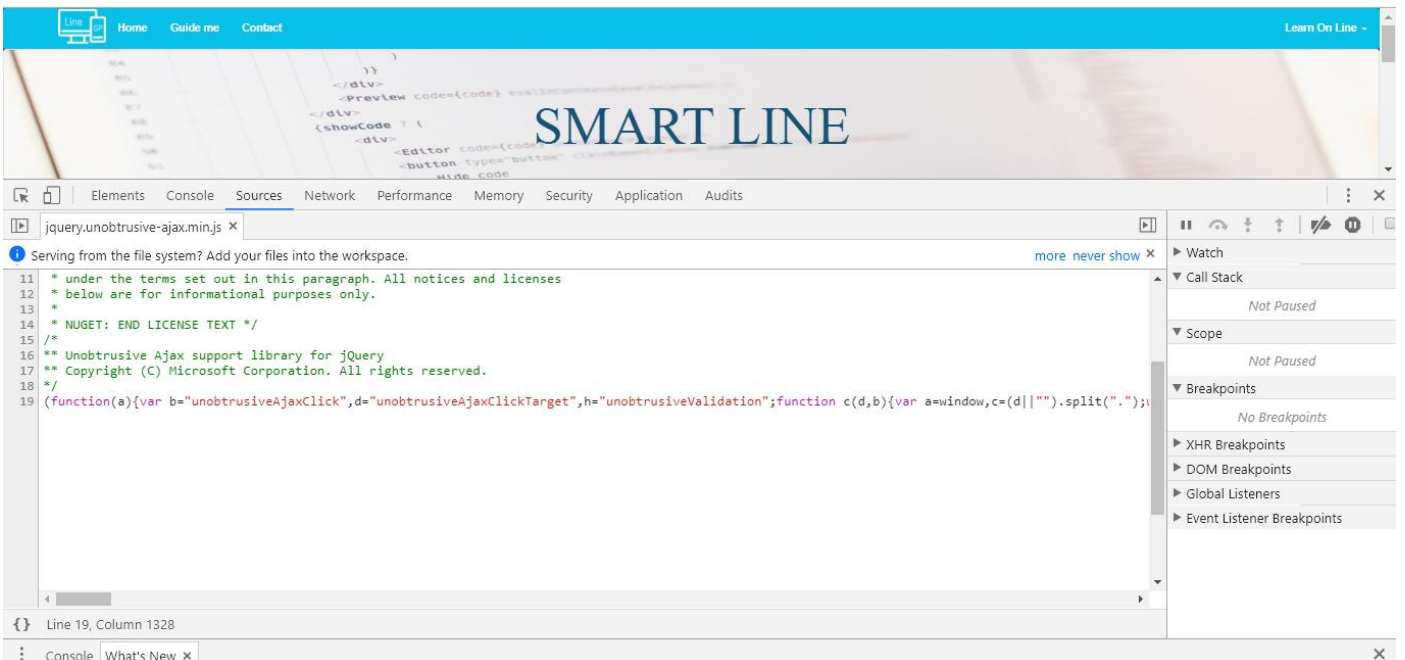 Line GP Home Guide me Contact Learn On Line
)
)}
</div>
<Preview code={code}
</div>
{showCode ? (
<div>
<Editor code={code}
<button type="button"
Hide code
SMART LINE
Elements Console Sources Network Performance Memory Security Application Audits
jquery.unobtrusive-ajax.min.js ×
Serving from the file system? Add your files into the workspace. more never show ×
11 * under the terms set out in this paragraph. All notices and licenses
12 * below are for informational purposes only.
13 *
14 * NUGET: END LICENSE TEXT */
15 /*
16 ** Unobtrusive Ajax support library for jQuery
17 ** Copyright (C) Microsoft Corporation. All rights reserved.
18 */
19 (function(a){var b="unobtrusiveAjaxClick",d="unobtrusiveAjaxClickTarget",h="unobtrusiveValidation";function c(d,b){var a=window,c=(d||"").split(".");
{} Line 19, Column 1328
Watch
Call Stack
Not Paused
Scope
Not Paused
Breakpoints
No Breakpoints
XHR Breakpoints
DOM Breakpoints
Global Listeners
Event Listener Breakpoints
Console What's New ×